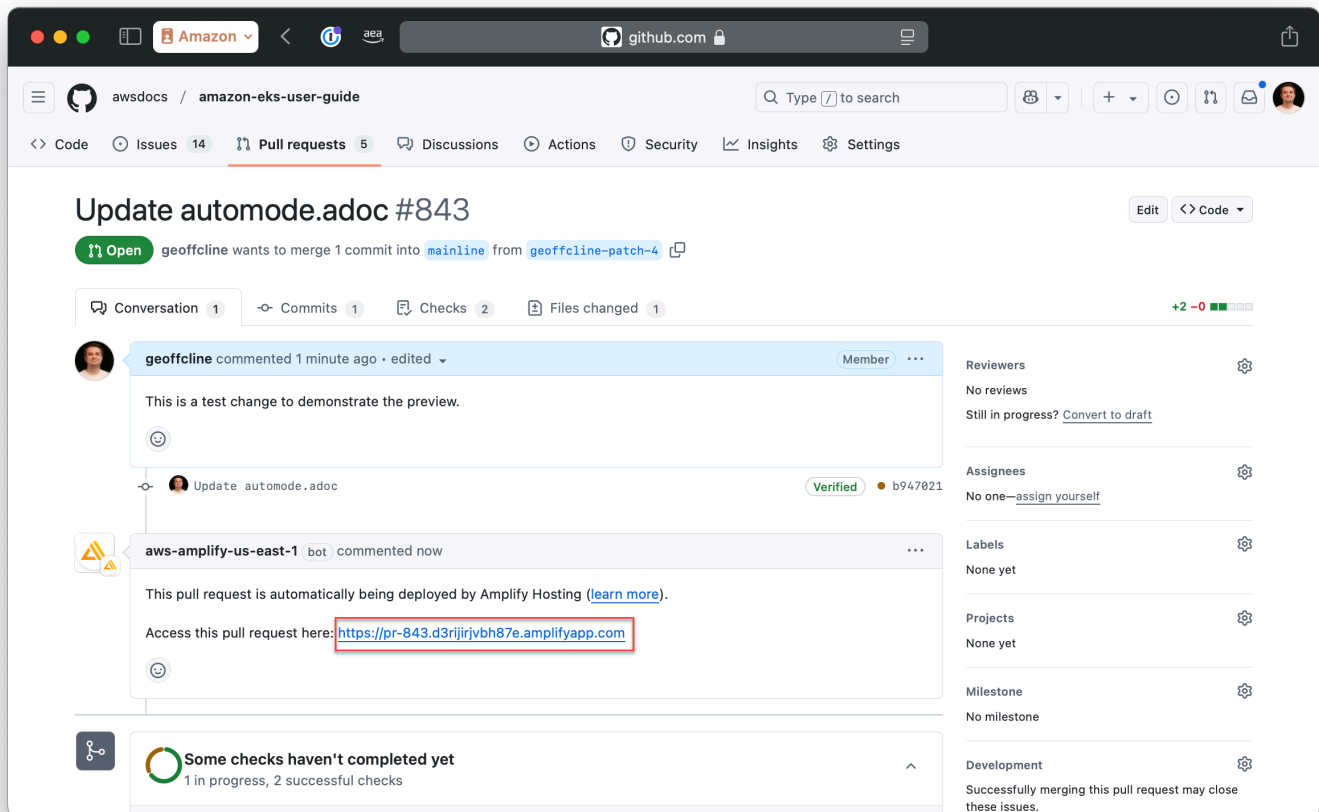 Amazon
aea
github.com
awsdocs / amazon-eks-user-guide
Type / to search
Code
Issues 14
Pull requests 5
Discussions
Actions
Security
Insights
Settings
Update automode.adoc #843
Edit
Code
Open
geoffcline wants to merge 1 commit into mainline from geoffcline-patch-4
Conversation 1
Commits 1
Checks 2
Files changed 1
+2 −0
geoffcline commented 1 minute ago • edited
Member
This is a test change to demonstrate the preview.
Update automode.adoc
Verified
b947021
aws-amplify-us-east-1 bot commented now
This pull request is automatically being deployed by Amplify Hosting (learn more).
Access this pull request here: https://pr-843.d3rijirjvbh87e.amplifyapp.com
Some checks haven't completed yet
1 in progress, 2 successful checks
Reviewers
No reviews
Still in progress? Convert to draft
Assignees
No one—assign yourself
Labels
None yet
Projects
None yet
Milestone
No milestone
Development
Successfully merging this pull request may close
these issues.